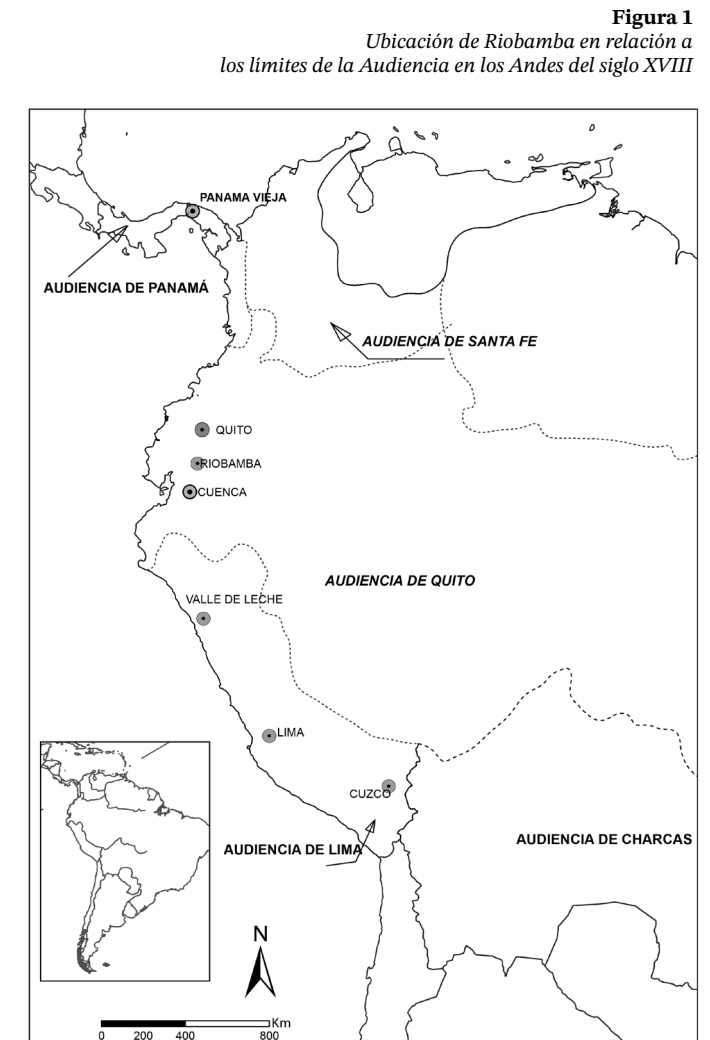 Figura 1
Ubicación de Riobamba en relación a
los límites de la Audiencia en los Andes del siglo XVIII
PANAMA VIEJA
AUDIENCIA DE PANAMÁ
AUDIENCIA DE SANTA FE
QUITO
RIOBAMBA
CUENCA
AUDIENCIA DE QUITO
VALLE DE LECHE
LIMA
CUZCO
AUDIENCIA DE CHARCAS
AUDIENCIA DE LIMA
N
Km
0 200 400 800